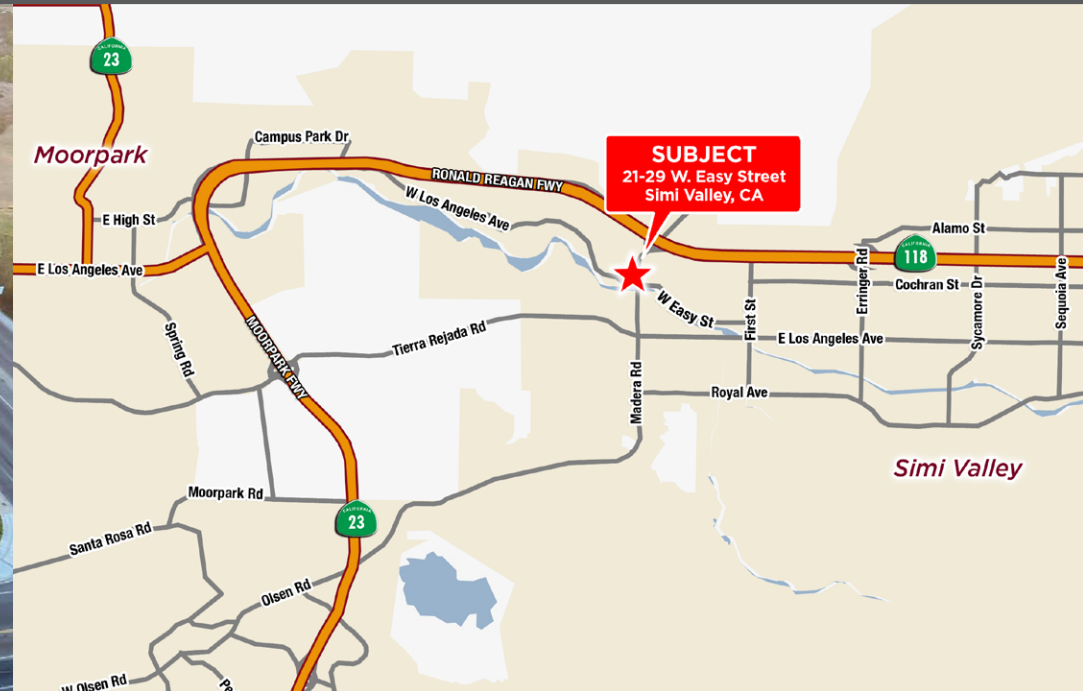 CALIFORNIA
23
Moorpark
Campus Park Dr
RONALD REAGAN FWY
SUBJECT
21-29 W. Easy Street
Simi Valley, CA
W Los Angeles Ave
E High St
Alamo St
CALIFORNIA
118
E Los Angeles Ave
Erringer Rd
Cochran St
Sycamore Dr
Sequoia Ave
W Easy St
First St
Spring Rd
MOORPARK FWY
Tierra Rejada Rd
E Los Angeles Ave
Madera Rd
Royal Ave
Simi Valley
Moorpark Rd
CALIFORNIA
23
Santa Rosa Rd
Olsen Rd
W Olsen Rd